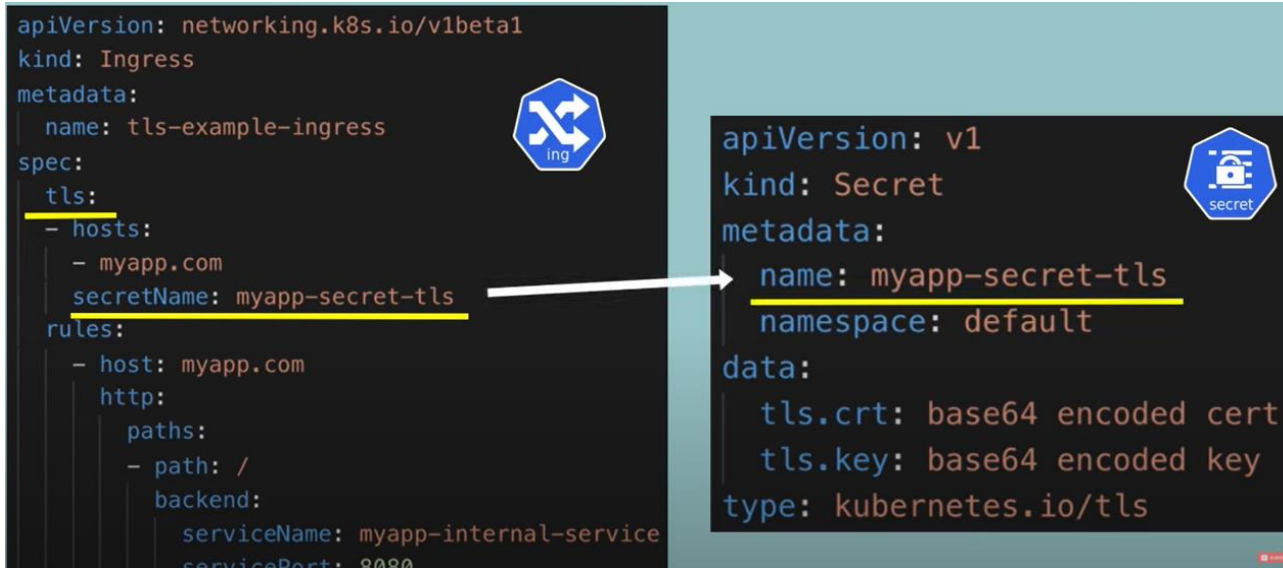 apiVersion: networking.k8s.io/v1beta1
kind: Ingress
metadata:
name: tls-example-ingress
spec:
tls:
- hosts:
- myapp.com
secretName: myapp-secret-tls
rules:
- host: myapp.com
http:
paths:
- path: /
backend:
serviceName: myapp-internal-service
servicePort: 8080
ing
apiVersion: v1
kind: Secret
metadata:
name: myapp-secret-tls
namespace: default
data:
tls.crt: base64 encoded cert
tls.key: base64 encoded key
type: kubernetes.io/tls
secret